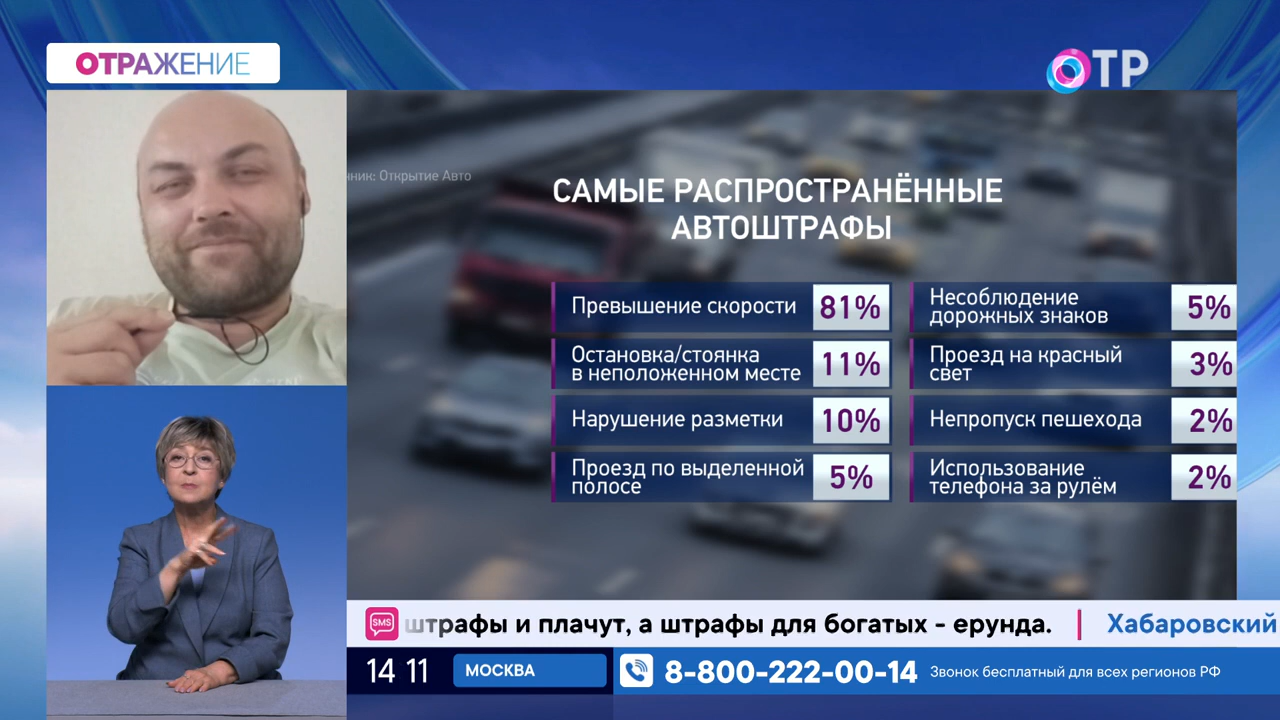 ОТРАЖЕНИЕ
ОТР
Открытие Авто
САМЫЕ РАСПРОСТРАНЁННЫЕ
АВТОШТРАФЫ
Превышение скорости 81%
Остановка/стоянка
в неположенном месте 11%
Нарушение разметки 10%
Проезд по выделенной
полосе 5%
Несоблюдение
дорожных знаков 5%
Проезд на красный
свет 3%
Непропуск пешехода 2%
Использование
телефона за рулём 2%
SMS штрафы и плачут, а штрафы для богатых - ерунда. | Хабаровский
14 11 МОСКВА 8-800-222-00-14 Звонок бесплатный для всех регионов РФ